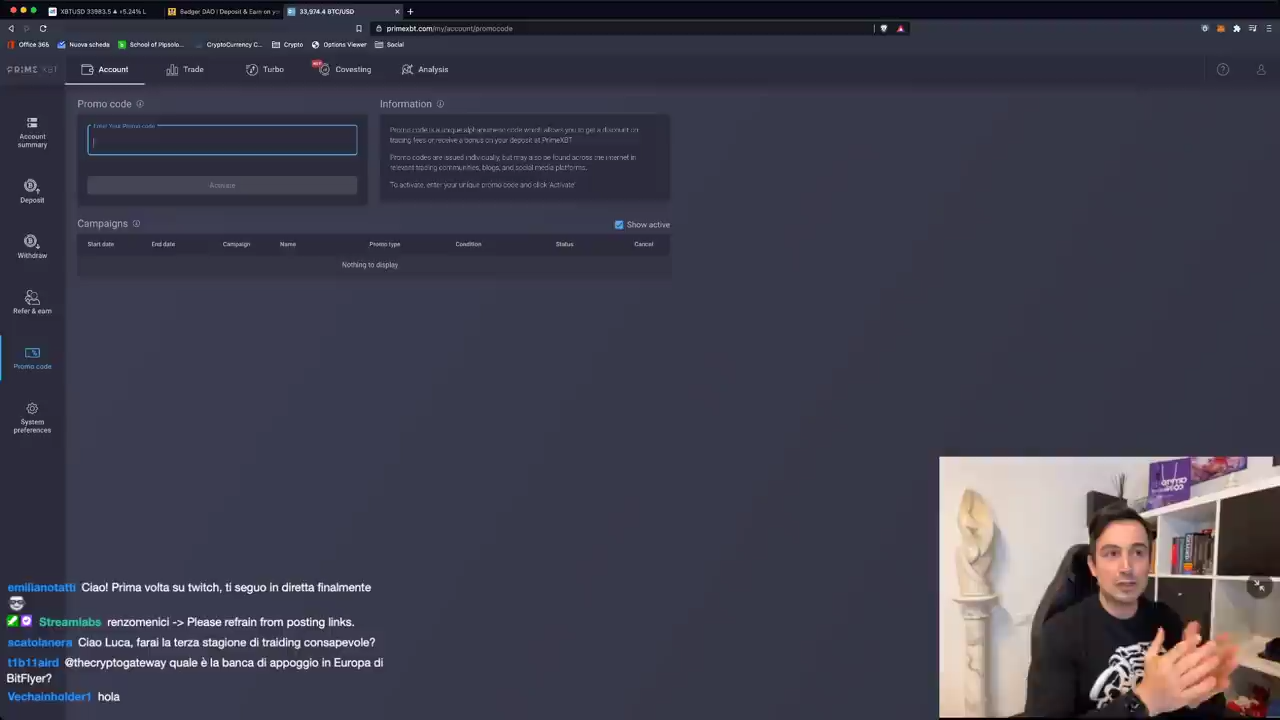 XBTUSD 33983.5 ▲ +5.24% L
Badger DAO | Deposit & Earn on yo
33,974.4 BTC/USD
primexbt.com/my/account/promocode
Office 365
Nuova scheda
School of Pipsolo...
CryptoCurrency C...
Crypto
Options Viewer
Social
PRIME XBT
Account
Trade
Turbo
Covesting
Analysis
Account
summary
Deposit
Withdraw
Refer & earn
Promo code
System
preferences
Promo code
Enter Your Promo code
Activate
Information
Promo code is a unique alphanumeric code which allows you to get a discount on
trading fees or receive a bonus on your deposit at PrimeXBT
Promo codes are issued individually, but may also be found across the internet in
relevant trading communities, blogs, and social media platforms.
To activate, enter your unique promo code and click 'Activate'
Campaigns
Show active
Start date
End date
Campaign
Name
Promo type
Condition
Status
Cancel
Nothing to display
emilianotatti Ciao! Prima volta su twitch, ti seguo in diretta finalmente
Streamlabs renzomenici -> Please refrain from posting links.
scatolanera Ciao Luca, farai la terza stagione di traiding consapevole?
t1b11aird @thecryptogateway quale è la banca di appoggio in Europa di
BitFlyer?
Vechainholder1 hola